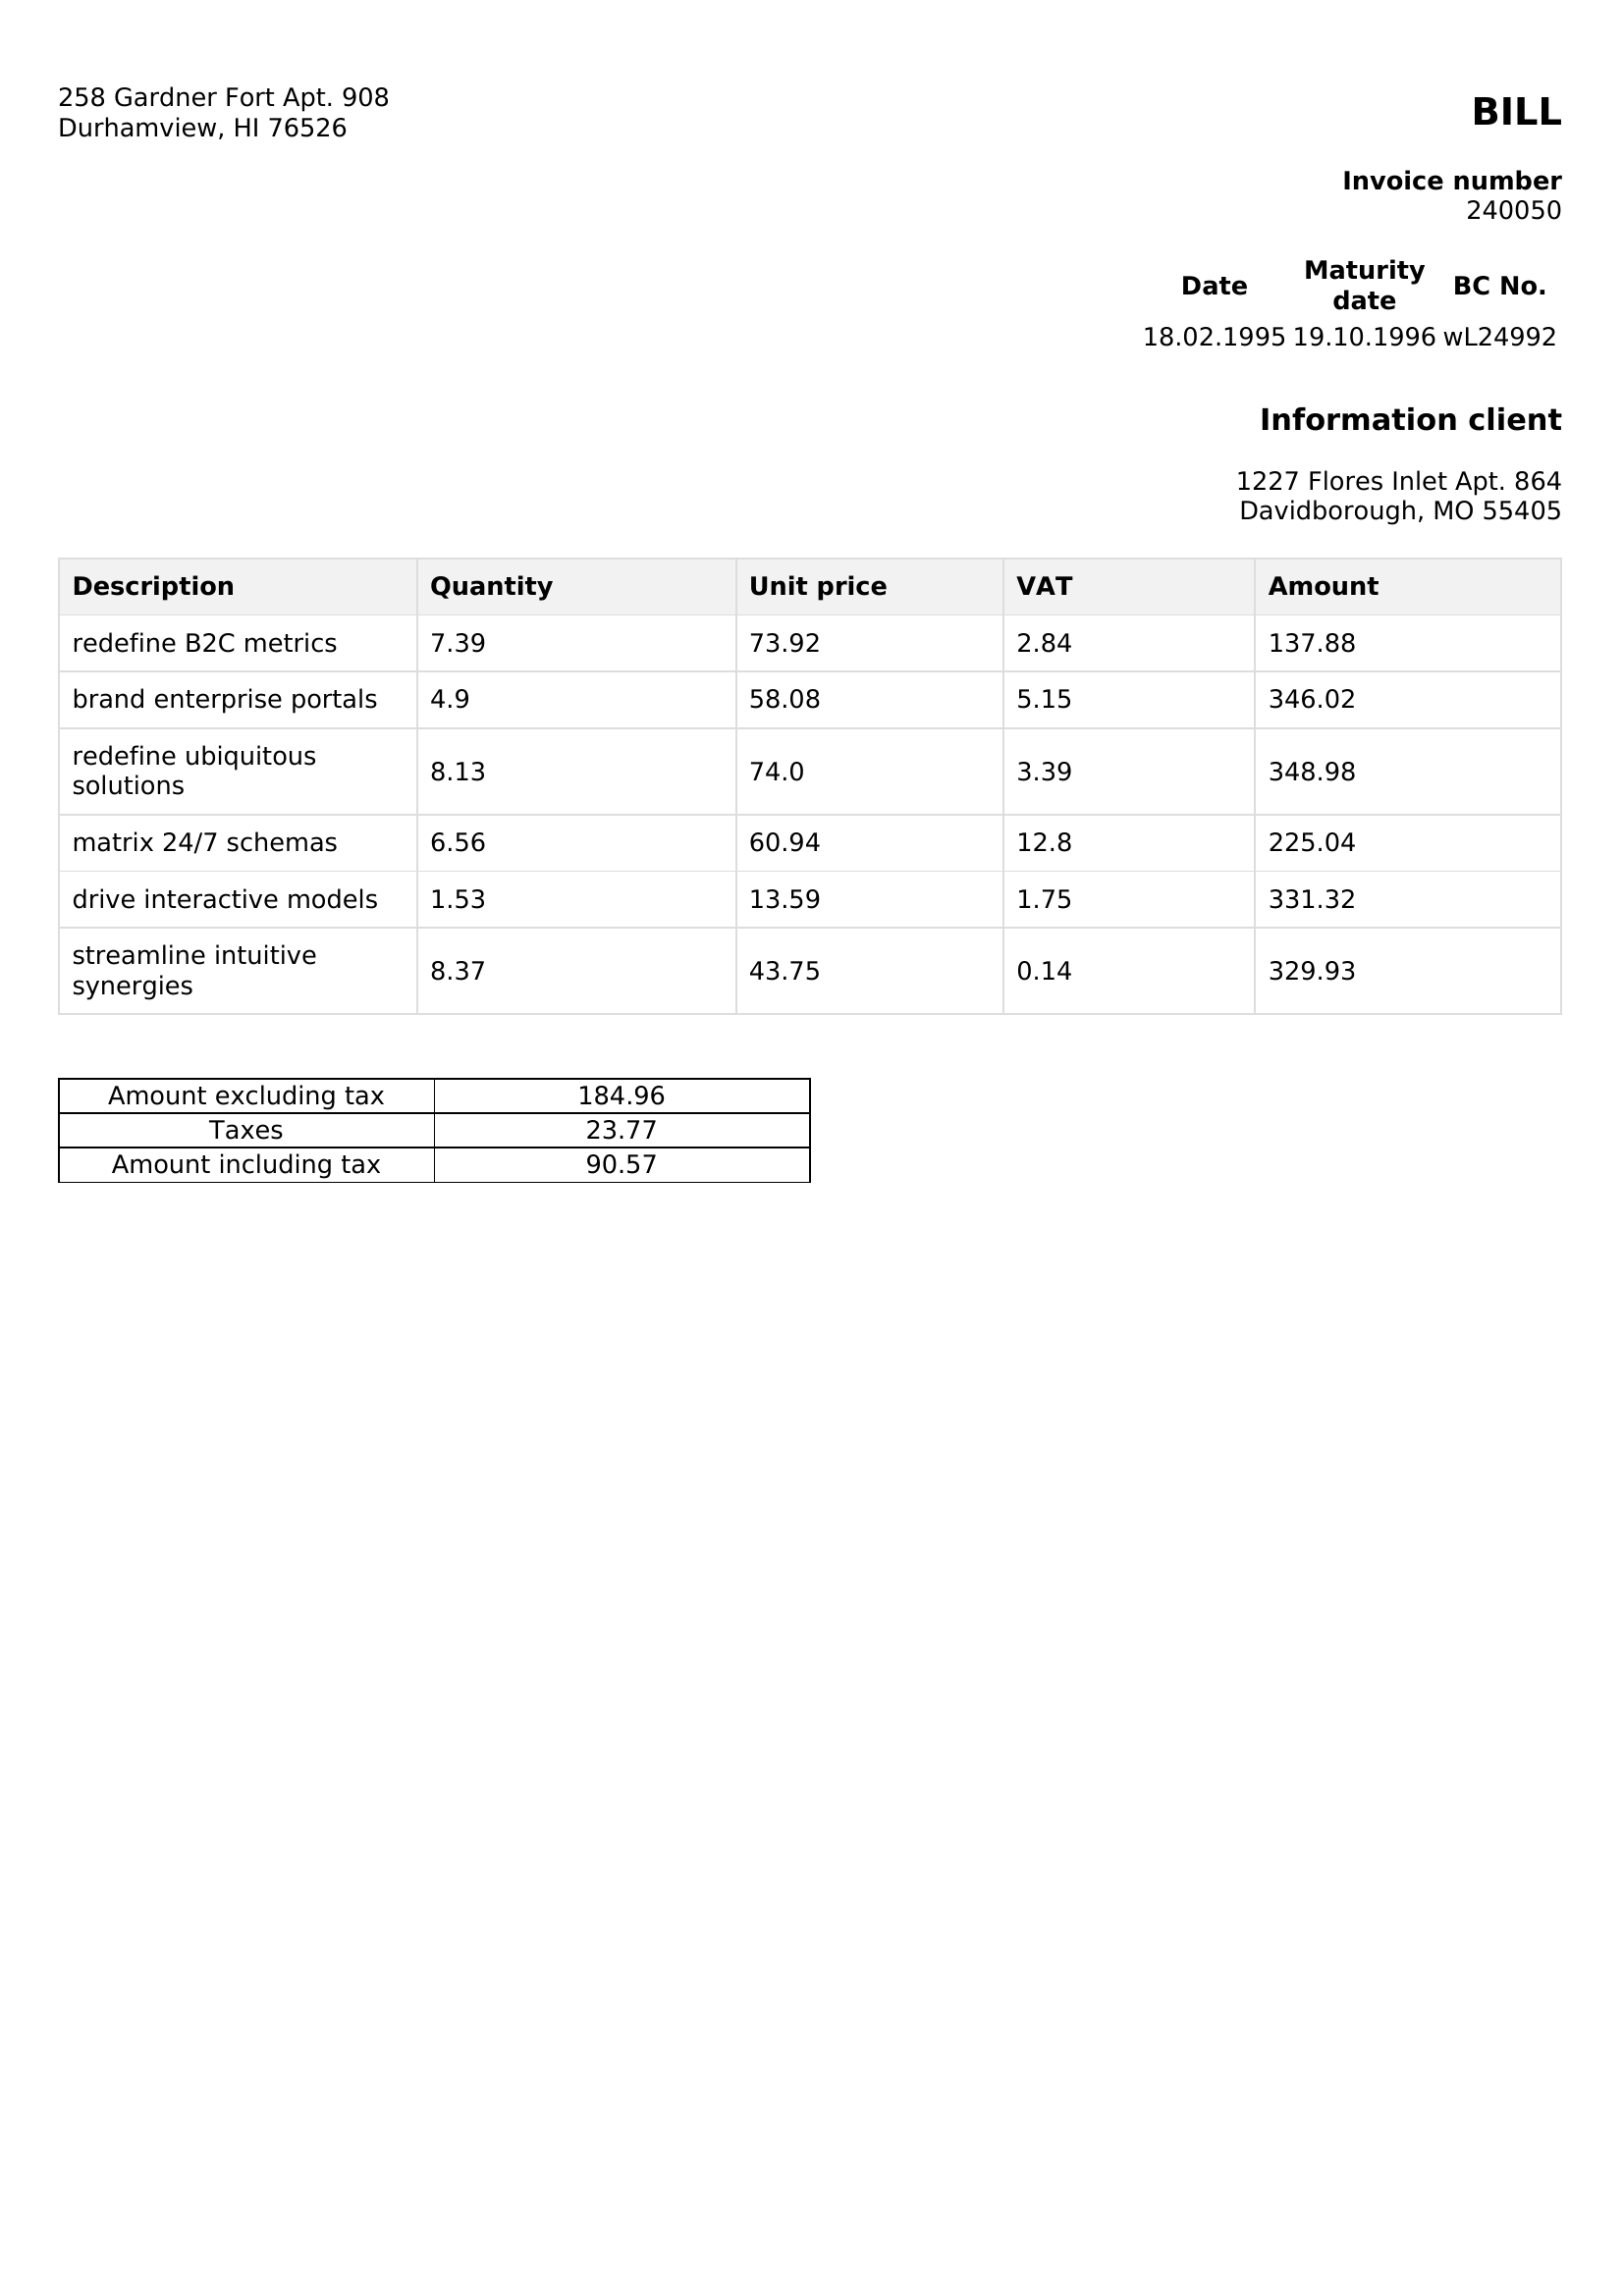 258 Gardner Fort Apt. 908
Durhamview, HI 76526
BILL
Invoice number
240050
Date Maturity date BC No.
18.02.1995 19.10.1996 wL24992
Information client
1227 Flores Inlet Apt. 864
Davidborough, MO 55405
Description Quantity Unit price VAT Amount
redefine B2C metrics 7.39 73.92 2.84 137.88
brand enterprise portals 4.9 58.08 5.15 346.02
redefine ubiquitous
solutions 8.13 74.0 3.39 348.98
matrix 24/7 schemas 6.56 60.94 12.8 225.04
drive interactive models 1.53 13.59 1.75 331.32
streamline intuitive
synergies 8.37 43.75 0.14 329.93
Amount excluding tax 184.96
Taxes 23.77
Amount including tax 90.57